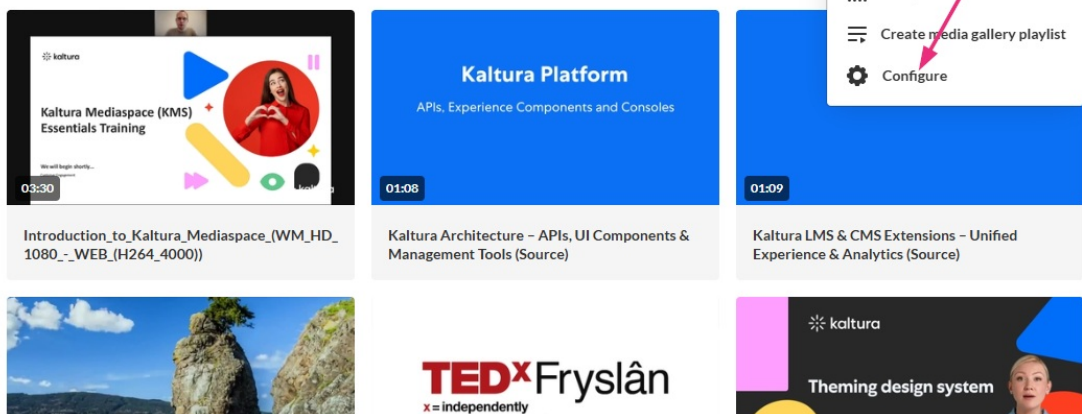 Create media gallery playlist
Configure
kaltura
Kaltura Mediaspace (KMS)
Essentials Training
We will begin shortly...
03:30
Kaltura Platform
APIs, Experience Components and Consoles
01:08
01:09
Introduction_to_Kaltura_Mediaspace_(WM_HD_
1080_-_WEB_(H264_4000))
Kaltura Architecture – APIs, UI Components &
Management Tools (Source)
Kaltura LMS & CMS Extensions – Unified
Experience & Analytics (Source)
TEDxFryslân
x = independently
kaltura
Theming design system